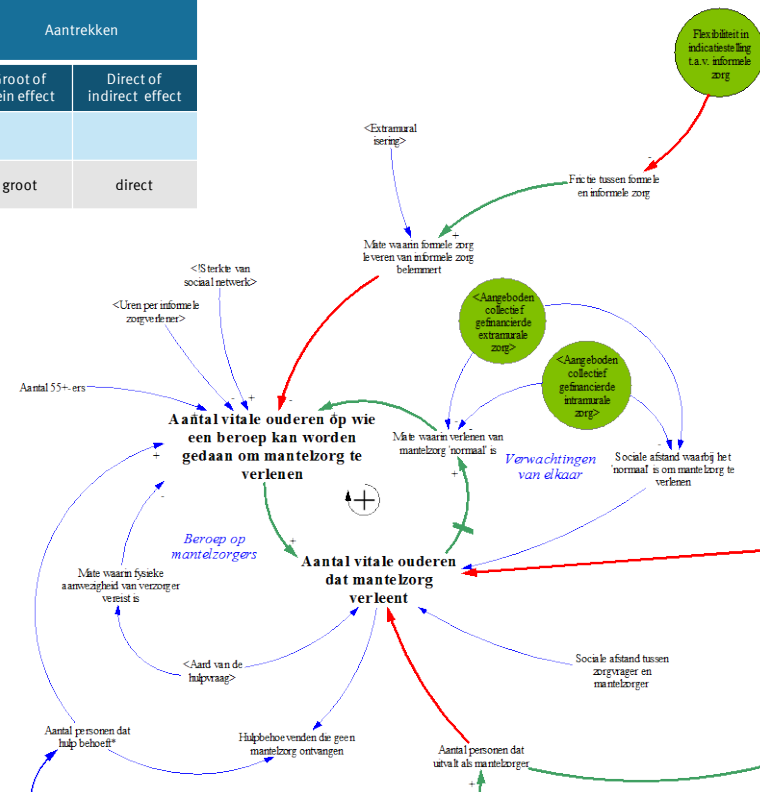 Aantrekken
Groot of
ein effect
Direct of
indirect effect
groot
direct
Flexibiliteit in
indicatiestelling
t.a.v. informele
zorg
<Extramural
isering>
-
Frictie tussen formele
en informele zorg
+
Mate waarin formele zorg
leveren van informele zorg
belemmert
<!Sterkte van
sociaal netwerk>
<Uren per informele
zorgverlener>
<Aangeboden
collectief
gefinancierde
extramurale
zorg>
<Aangeboden
collectief
gefinancierde
intramurale
zorg>
Aantal 55+-ers
- + -
+ +
Aantal vitale ouderen op wie
een beroep kan worden
gedaan om mantelzorg te
verlenen
- -
Mate waarin verlenen van
mantelzorg 'normaal' is
- -
Sociale afstand waarbij het
'normaal' is om mantelzorg te
verlenen
Verwachtingen
van elkaar
+
+
-
+
Beroep op
mantelzorgers
+
Aantal vitale ouderen
dat mantelzorg
verleent
Mate waarin fysieke
aanwezigheid van verzorger
vereist is
<Aard van de
hulpvraag>
Sociale afstand tussen
zorgvrager en
mantelzorger
Aantal personen dat
hulp behoeft*
Hulpbehoevenden die geen
mantelzorg ontvangen
Aantal personen dat
uitvalt als mantelzorger
+